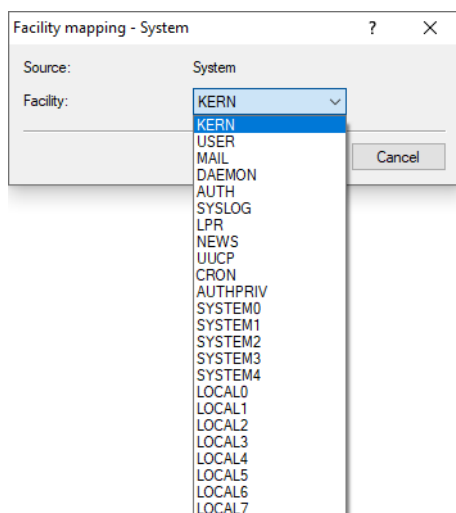 Facility mapping - System ? X
Source: System
Facility: KERN
KERN
USER
MAIL
DAEMON
AUTH
SYSLOG
LPR
NEWS
UUCP
CRON
AUTHPRIV
SYSTEM0
SYSTEM1
SYSTEM2
SYSTEM3
SYSTEM4
LOCAL0
LOCAL1
LOCAL2
LOCAL3
LOCAL4
LOCAL5
LOCAL6
LOCAL7
Cancel